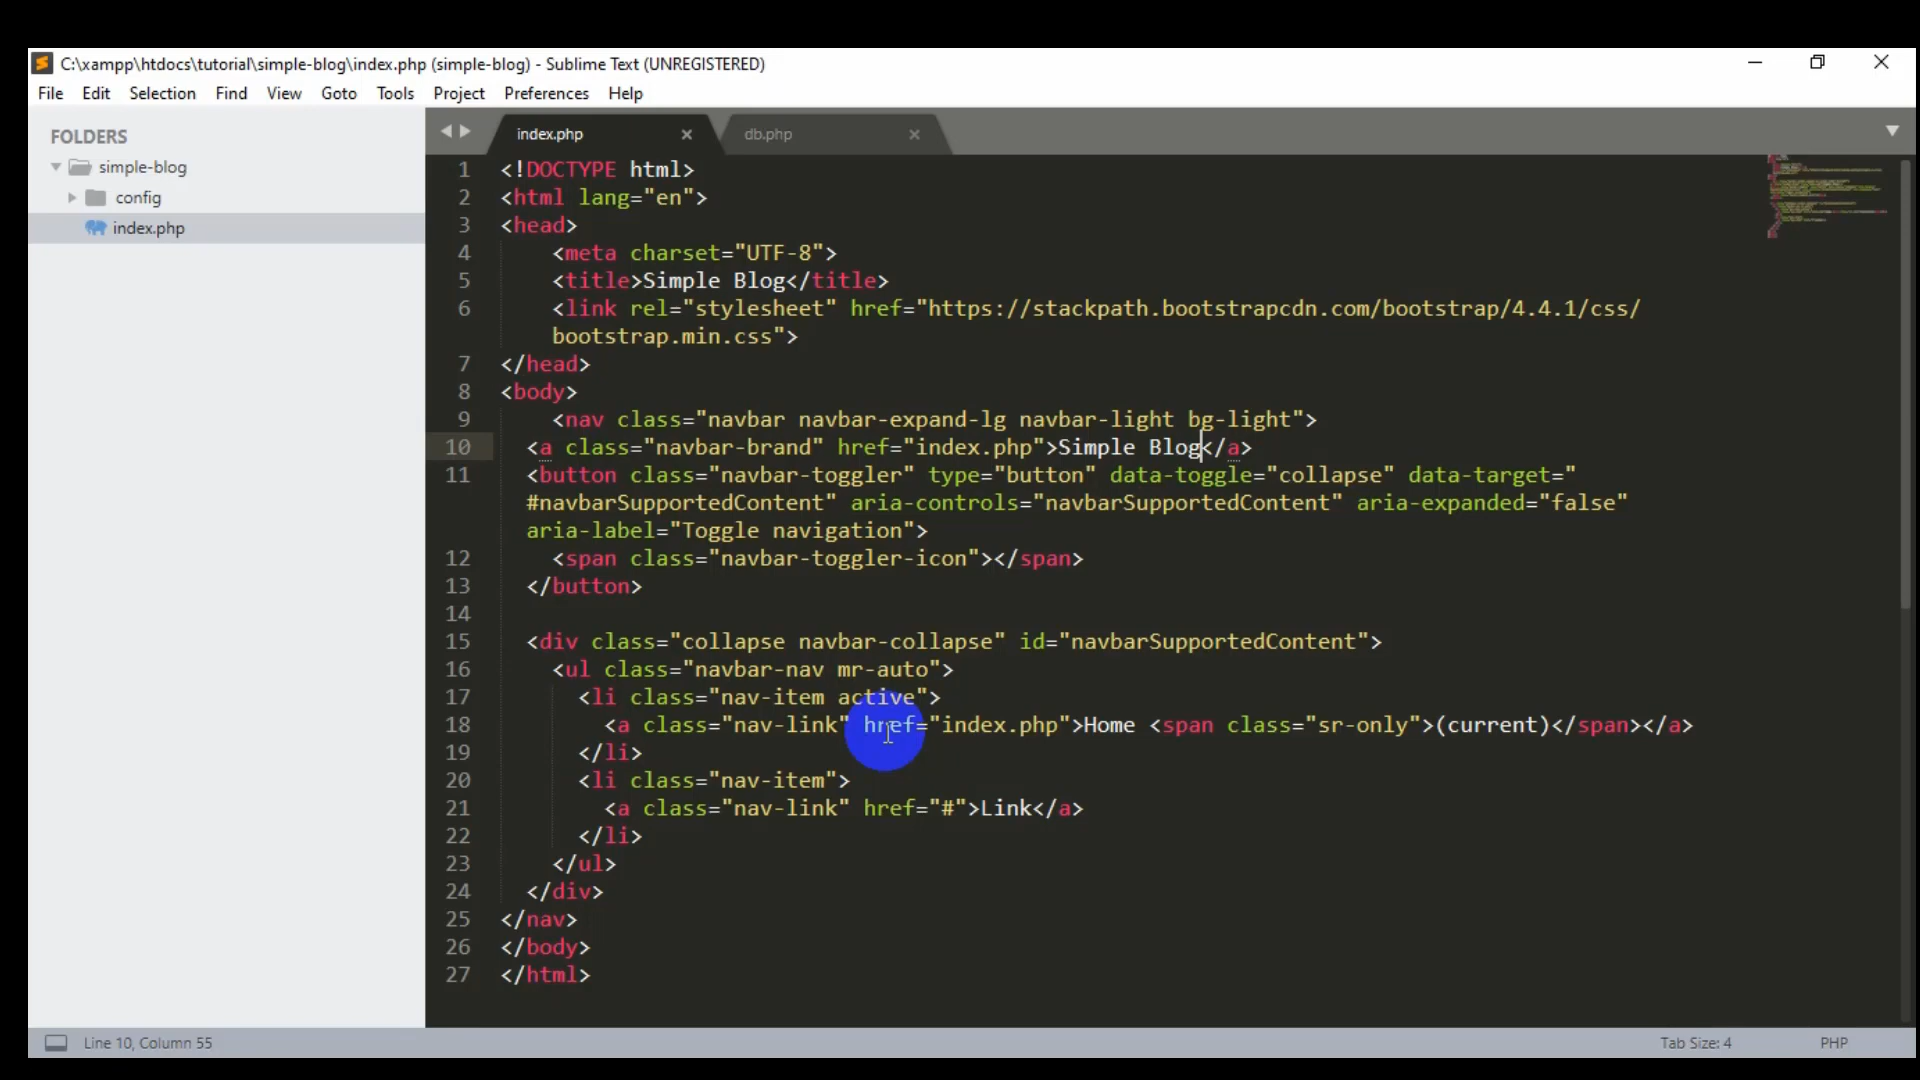 C:\xampp\htdocs\tutorial\simple-blog\index.php (simple-blog) - Sublime Text (UNREGISTERED)
File Edit Selection Find View Goto Tools Project Preferences Help
FOLDERS
simple-blog
config
index.php
index.php db.php
1 <!DOCTYPE html>
2 <html lang="en">
3 <head>
4 <meta charset="UTF-8">
5 <title>Simple Blog</title>
6 <link rel="stylesheet" href="https://stackpath.bootstrapcdn.com/bootstrap/4.4.1/css/
bootstrap.min.css">
7 </head>
8 <body>
9 <nav class="navbar navbar-expand-lg navbar-light bg-light">
10 <a class="navbar-brand" href="index.php">Simple Blog</a>
11 <button class="navbar-toggler" type="button" data-toggle="collapse" data-target="
#navbarSupportedContent" aria-controls="navbarSupportedContent" aria-expanded="false"
aria-label="Toggle navigation">
12 <span class="navbar-toggler-icon"></span>
13 </button>
14
15 <div class="collapse navbar-collapse" id="navbarSupportedContent">
16 <ul class="navbar-nav mr-auto">
17 <li class="nav-item active">
18 <a class="nav-link" href="index.php">Home <span class="sr-only">(current)</span></a>
19 </li>
20 <li class="nav-item">
21 <a class="nav-link" href="#">Link</a>
22 </li>
23 </ul>
24 </div>
25 </nav>
26 </body>
27 </html>
Line 10, Column 55 Tab Size: 4 PHP